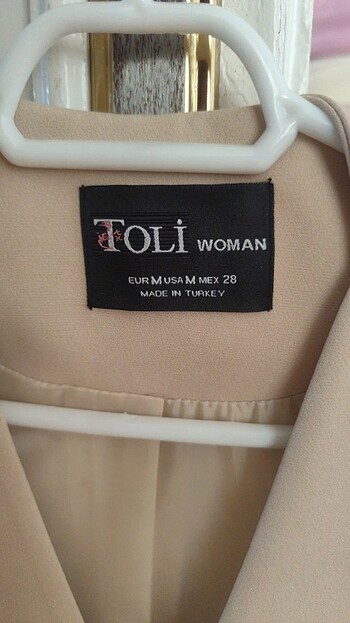 TOLİ WOMAN
EUR M USA M MEX 28
MADE IN TURKEY